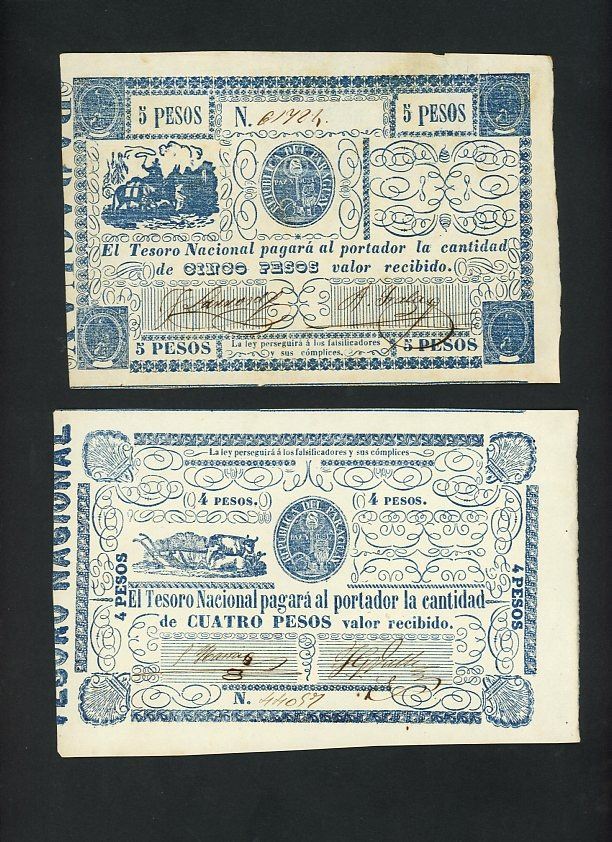 5 PESOS
N. 61724.
5 PESOS
REPUBLICA DEL PARAGUAY
El Tesoro Nacional pagará al portador la cantidad
de CINCO PESOS valor recibido.
5 PESOS
La ley perseguirá á los falsificadores
y sus cómplices.
5 PESOS
La ley perseguirá á los falsificadores y sus cómplices
4 PESOS.
4 PESOS.
REPUBLICA DEL PARAGUAY
TESORO NACIONAL
4 PESOS
4 PESOS
El Tesoro Nacional pagará al portador la cantidad
de CUATRO PESOS valor recibido.
N. 44057